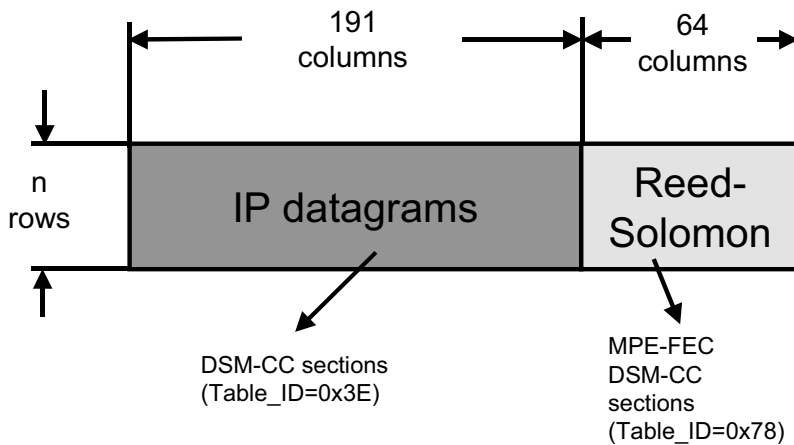 191
columns
64
columns
n
rows
IP datagrams
Reed-
Solomon
DSM-CC sections
(Table_ID=0x3E)
MPE-FEC
DSM-CC
sections
(Table_ID=0x78)